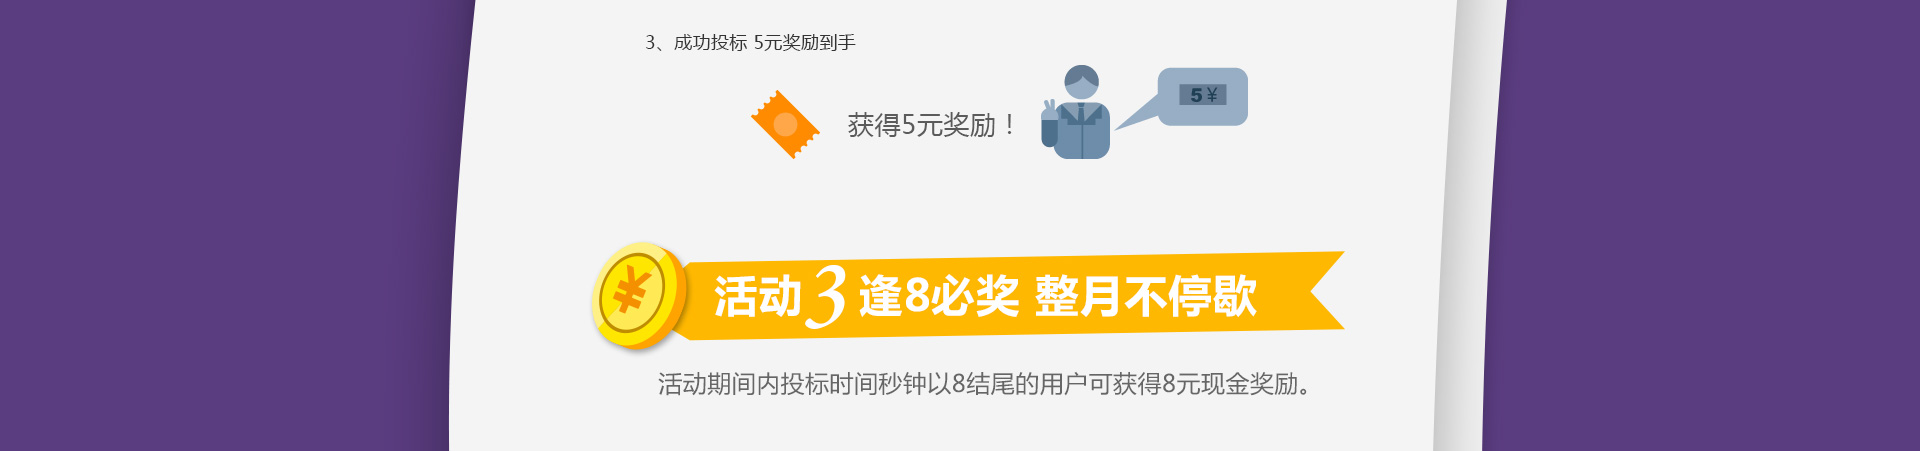 3、成功投标 5元奖励到手
5¥
获得5元奖励！
¥
活动3 逢8必奖 整月不停歇
活动期间内投标时间秒钟以8结尾的用户可获得8元现金奖励。